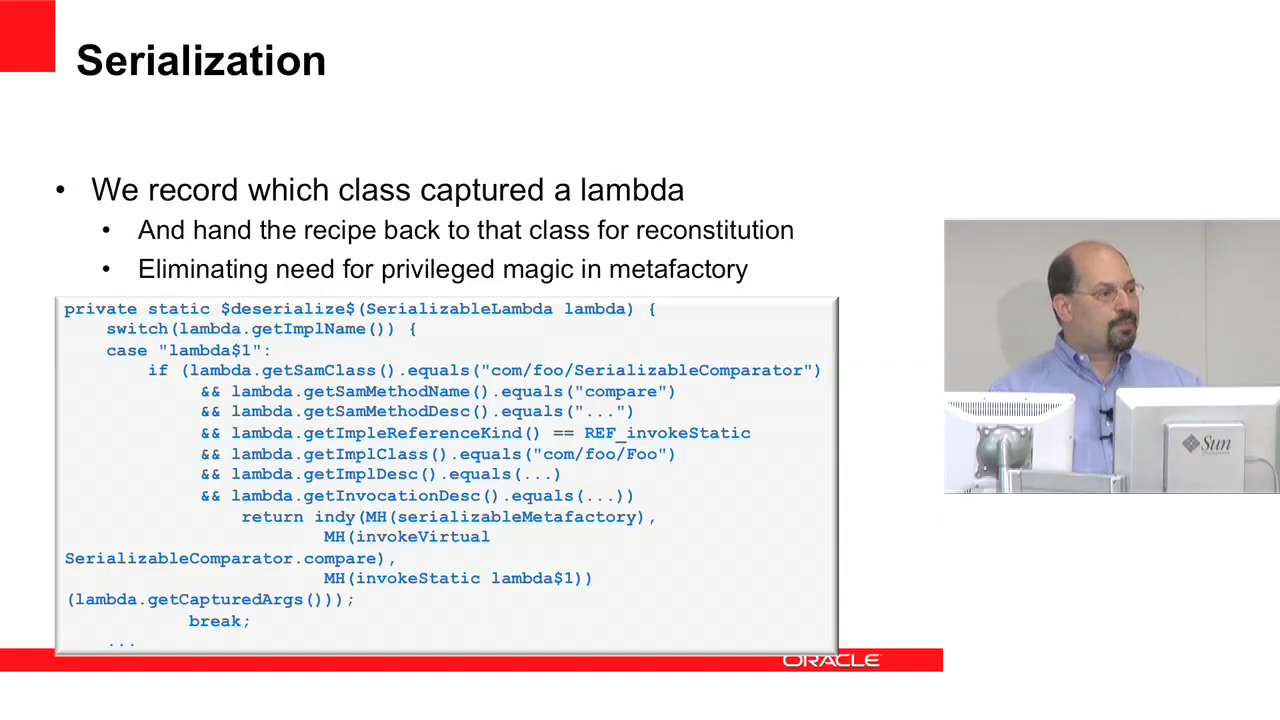 Serialization
• We record which class captured a lambda
• And hand the recipe back to that class for reconstitution
• Eliminating need for privileged magic in metafactory
private static $deserialize$(SerializableLambda lambda) {
switch(lambda.getImplName()) {
case "lambda$1":
if (lambda.getSamClass().equals("com/foo/SerializableComparator")
&& lambda.getSamMethodName().equals("compare")
&& lambda.getSamMethodDesc().equals("...")
&& lambda.getImpleReferenceKind() == REF_invokeStatic
&& lambda.getImplClass().equals("com/foo/Foo")
&& lambda.getImplDesc().equals(...)
&& lambda.getInvocationDesc().equals(...))
return indy(MH(serializableMetafactory),
MH(invokeVirtual
SerializableComparator.compare),
MH(invokeStatic lambda$1))
(lambda.getCapturedArgs()));
break;
...
ORACLE
Sun